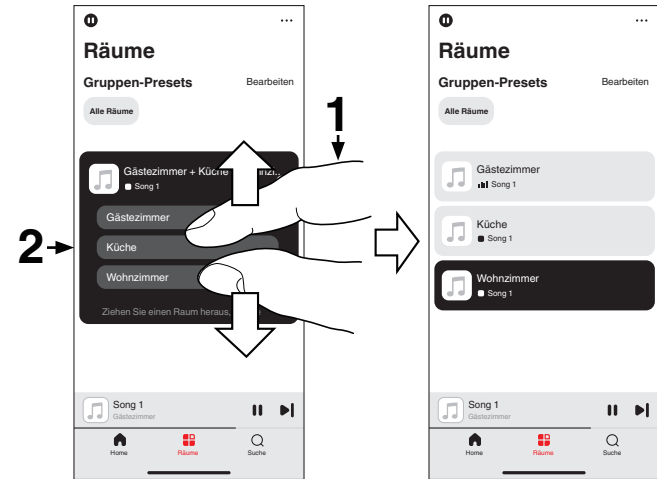 Räume
Gruppen-Presets
Bearbeiten
Alle Räume
1
Gästezimmer + Küche
Song 1
2
Gästezimmer
Küche
Wohnzimmer
Ziehen Sie einen Raum heraus,
Song 1
Gästezimmer
Home
Räume
Suche
Räume
Gruppen-Presets
Bearbeiten
Alle Räume
Gästezimmer
Song 1
Küche
Song 1
Wohnzimmer
Song 1
Song 1
Gästezimmer
Home
Räume
Suche